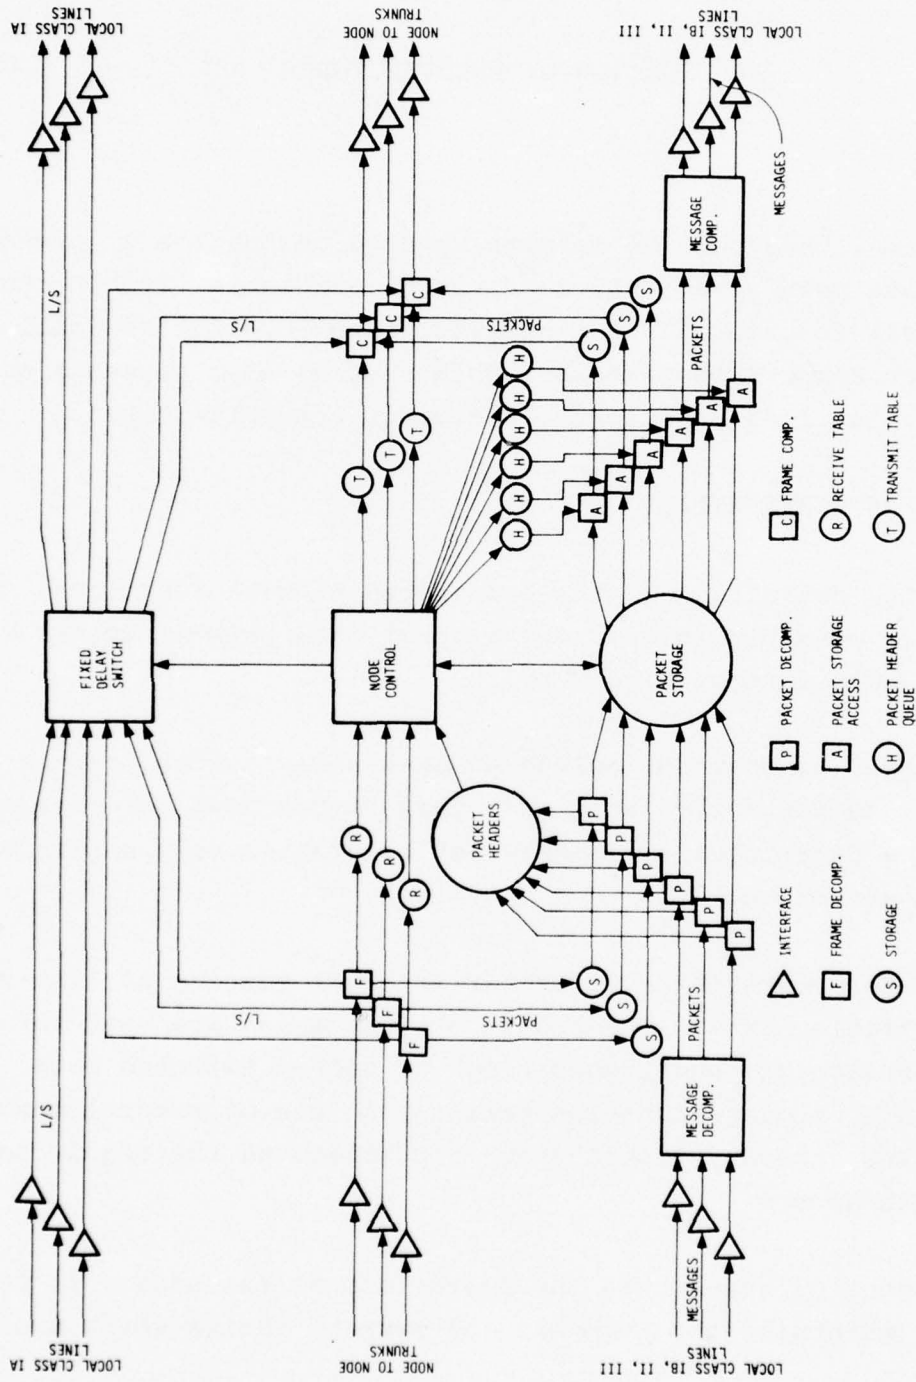 LOCAL CLASS IA
LINES
NODE TO NODE
TRUNKS
LOCAL CLASS IB, II, III
LINES
L/S
MESSAGES
MESSAGE
DECOMP.
F
F
F
L/S
PACKETS
S
S
S
PACKETS
R
R
R
PACKET
HEADERS
P
P
P
P
P
P
FIXED
DELAY
SWITCH
NODE
CONTROL
PACKET
STORAGE
T
T
T
H
H
H
H
H
H
A
A
A
A
A
A
L/S
L/S
C
C
C
PACKETS
S
S
S
PACKETS
MESSAGE
COMP.
MESSAGES
LOCAL CLASS IA
LINES
NODE TO NODE
TRUNKS
LOCAL CLASS IB, II, III
LINES
INTERFACE
F FRAME DECOMP.
S STORAGE
P PACKET DECOMP.
A PACKET STORAGE
ACCESS
H PACKET HEADER
QUEUE
C FRAME COMP.
R RECEIVE TABLE
T TRANSMIT TABLE